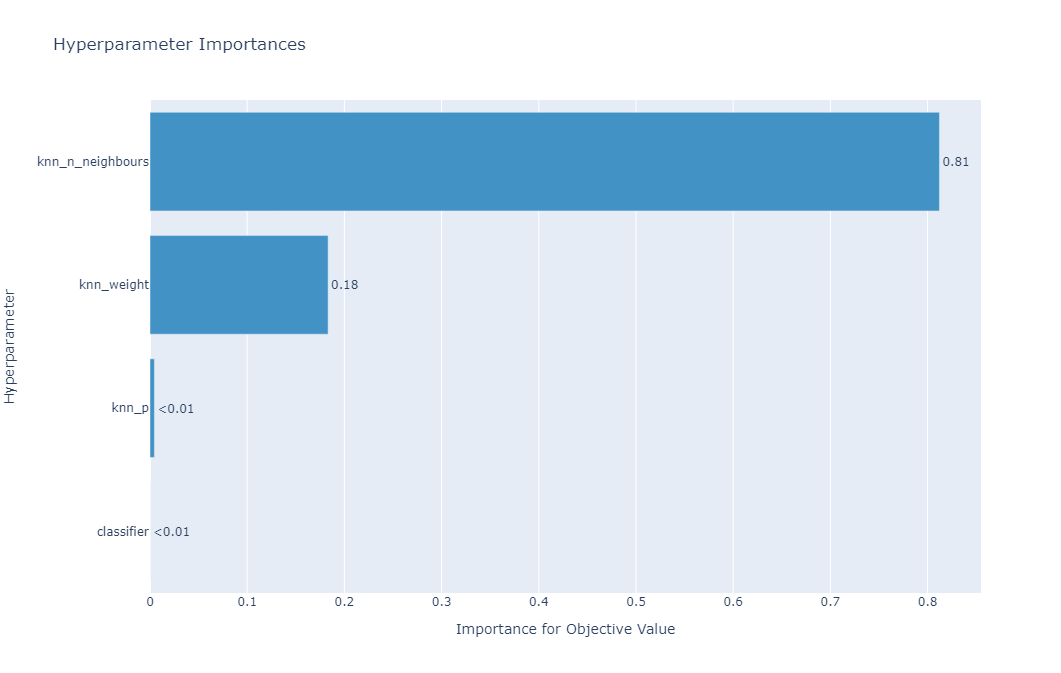 Hyperparameter Importances
knn_n_neighbours
0.81
knn_weight
0.18
knn_p
<0.01
classifier
<0.01
Hyperparameter
0
0.1
0.2
0.3
0.4
0.5
0.6
0.7
0.8
Importance for Objective Value